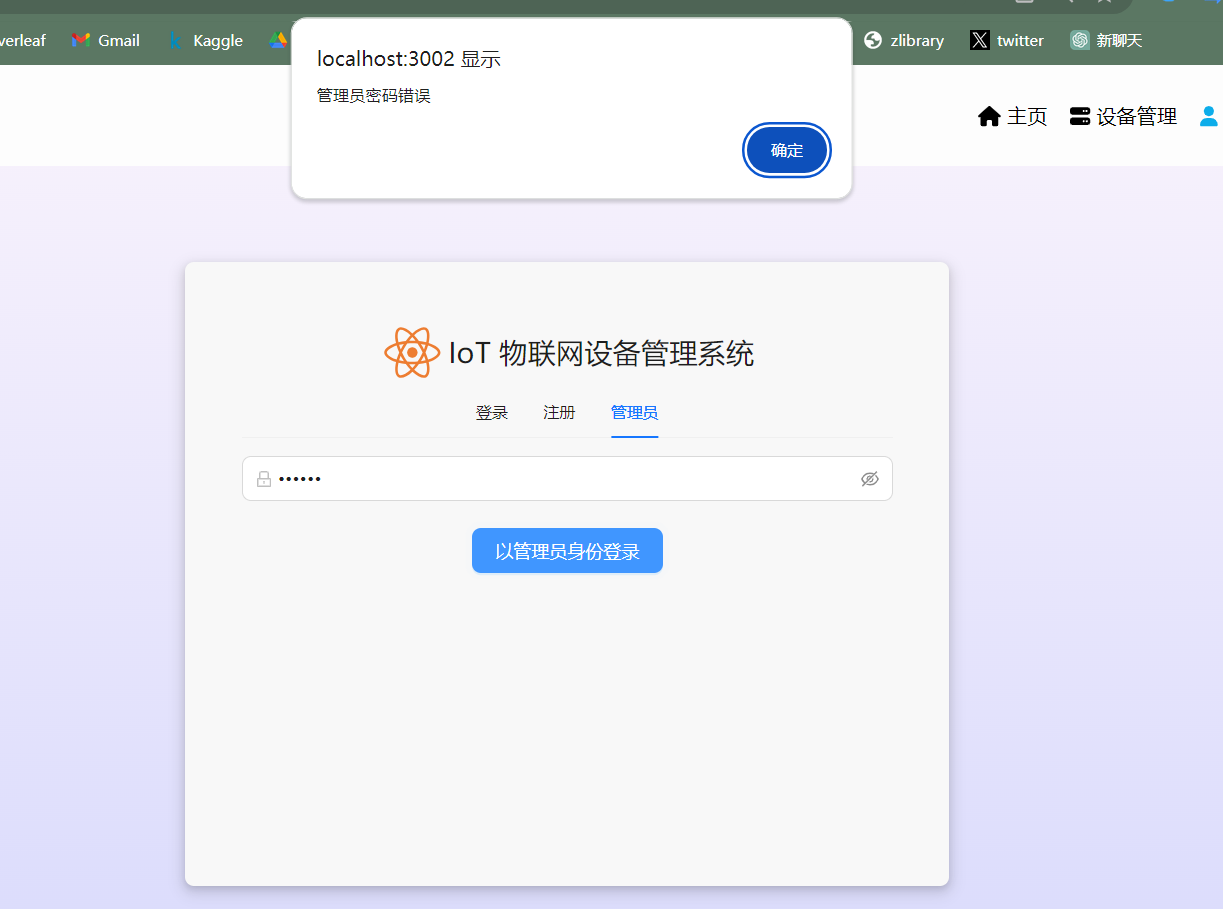 verleaf Gmail Kaggle zlibrary twitter 新聊天
localhost:3002 显示
管理员密码错误
确定
主页 设备管理
IoT 物联网设备管理系统
登录 注册 管理员
••••••
以管理员身份登录